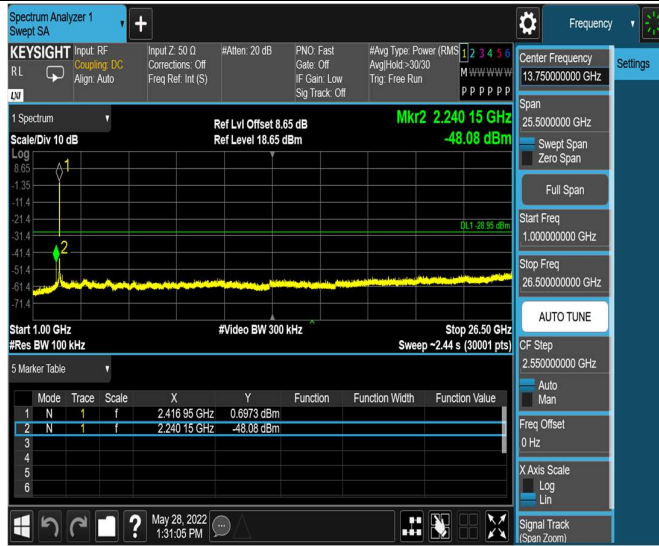 Spectrum Analyzer 1
Swept SA
+
Frequency
KEYSIGHT
RL
LXI
Input: RF
Coupling: DC
Align: Auto
Input Z: 50 Ω
Corrections: Off
Freq Ref: Int (S)
#Atten: 20 dB
PNO: Fast
Gate: Off
IF Gain: Low
Sig Track: Off
#Avg Type: Power (RMS
Avg|Hold:>30/30
Trig: Free Run
1 2 3 4 5 6
M W W W W W
P P P P P P
1 Spectrum
Scale/Div 10 dB
Ref Lvl Offset 8.65 dB
Ref Level 18.65 dBm
Mkr2 2.240 15 GHz
-48.08 dBm
Log
8.65
-1.35
-11.4
-21.4
-31.4
-41.4
-51.4
-61.4
-71.4
1
2
DL1 -28.95 dBm
Start 1.00 GHz
#Video BW 300 kHz
Stop 26.50 GHz
#Res BW 100 kHz
Sweep ~2.44 s (30001 pts)
5 Marker Table
Mode Trace Scale X Y Function Function Width Function Value
1 N 1 f 2.416 95 GHz 0.6973 dBm
2 N 1 f 2.240 15 GHz -48.08 dBm
3
4
5
6
?
May 28, 2022
1:31:05 PM
Center Frequency
13.750000000 GHz
Settings
Span
25.5000000 GHz
Swept Span
Zero Span
Full Span
Start Freq
1.000000000 GHz
Stop Freq
26.500000000 GHz
AUTO TUNE
CF Step
2.550000000 GHz
Auto
Man
Freq Offset
0 Hz
X Axis Scale
Log
Lin
Signal Track
(Span Zoom)